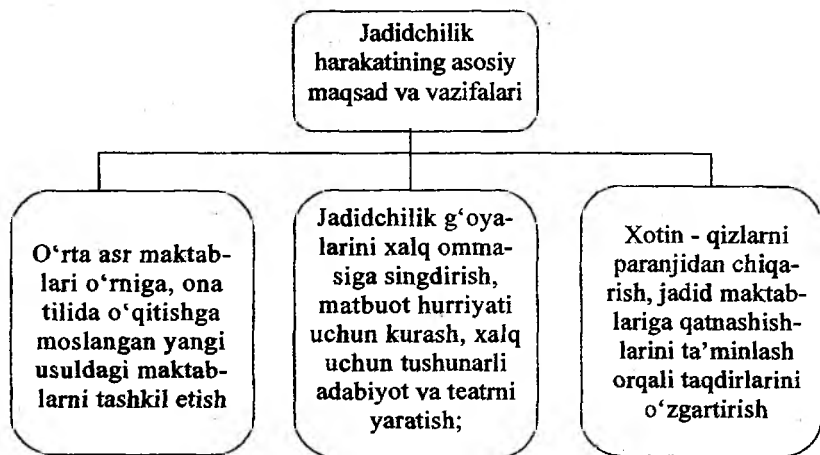 Jadidchilik
harakatining asosiy
maqsad va vazifalari
O‘rta asr maktab-
lari o‘rniga, ona
tilida o‘qitishga
moslangan yangi
usuldagi maktab-
larni tashkil etish
Jadidchilik g‘oya-
larini xalq omma-
siga singdirish,
matbuot hurriyati
uchun kurash, xalq
uchun tushunarli
adabiyot va teatrni
yaratish;
Xotin - qizlarni
paranjidan chiqa-
rish, jadid maktab-
lariga qatnashish-
larini ta’minlash
orqali taqdirlarini
o‘zgartirish